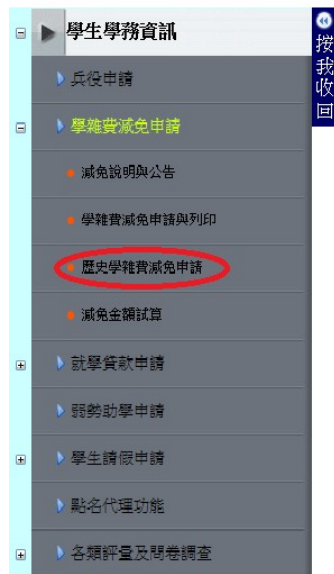 學生學務資訊
兵役申請
學雜費減免申請
減免說明與公告
學雜費減免申請與列印
歷史學雜費減免申請
減免金額試算
就學貸款申請
弱勢助學申請
學生請假申請
點名代理功能
各類評量及問卷調查
按我收回